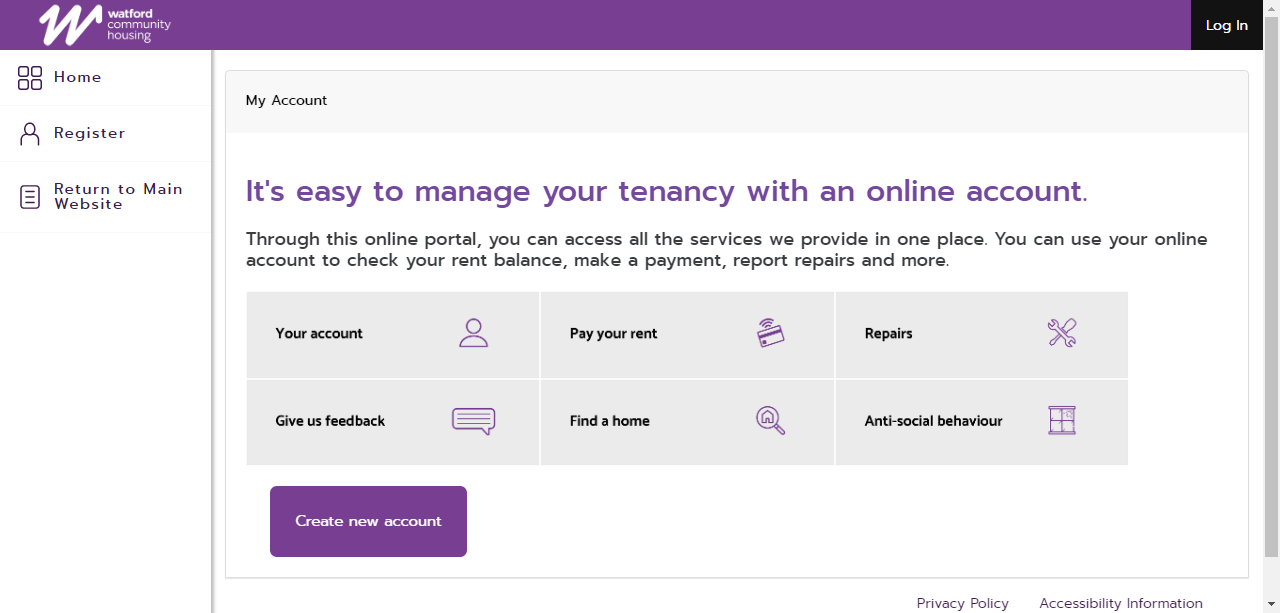 watford
community
housing
Log In
Home
Register
Return to Main
Website
My Account
It's easy to manage your tenancy with an online account.
Through this online portal, you can access all the services we provide in one place. You can use your online
account to check your rent balance, make a payment, report repairs and more.
Your account
Pay your rent
Repairs
Give us feedback
Find a home
Anti-social behaviour
Create new account
Privacy Policy
Accessibility Information